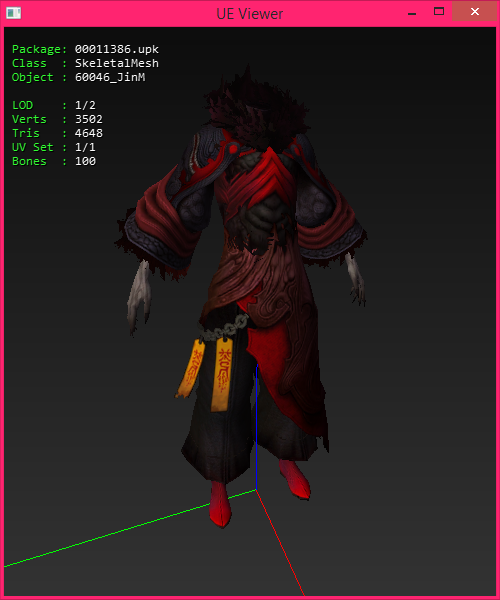 UE Viewer
Package: 00011386.upk
Class : SkeletalMesh
Object : 60046_JinM
LOD : 1/2
Verts : 3502
Tris : 4648
UV Set : 1/1
Bones : 100